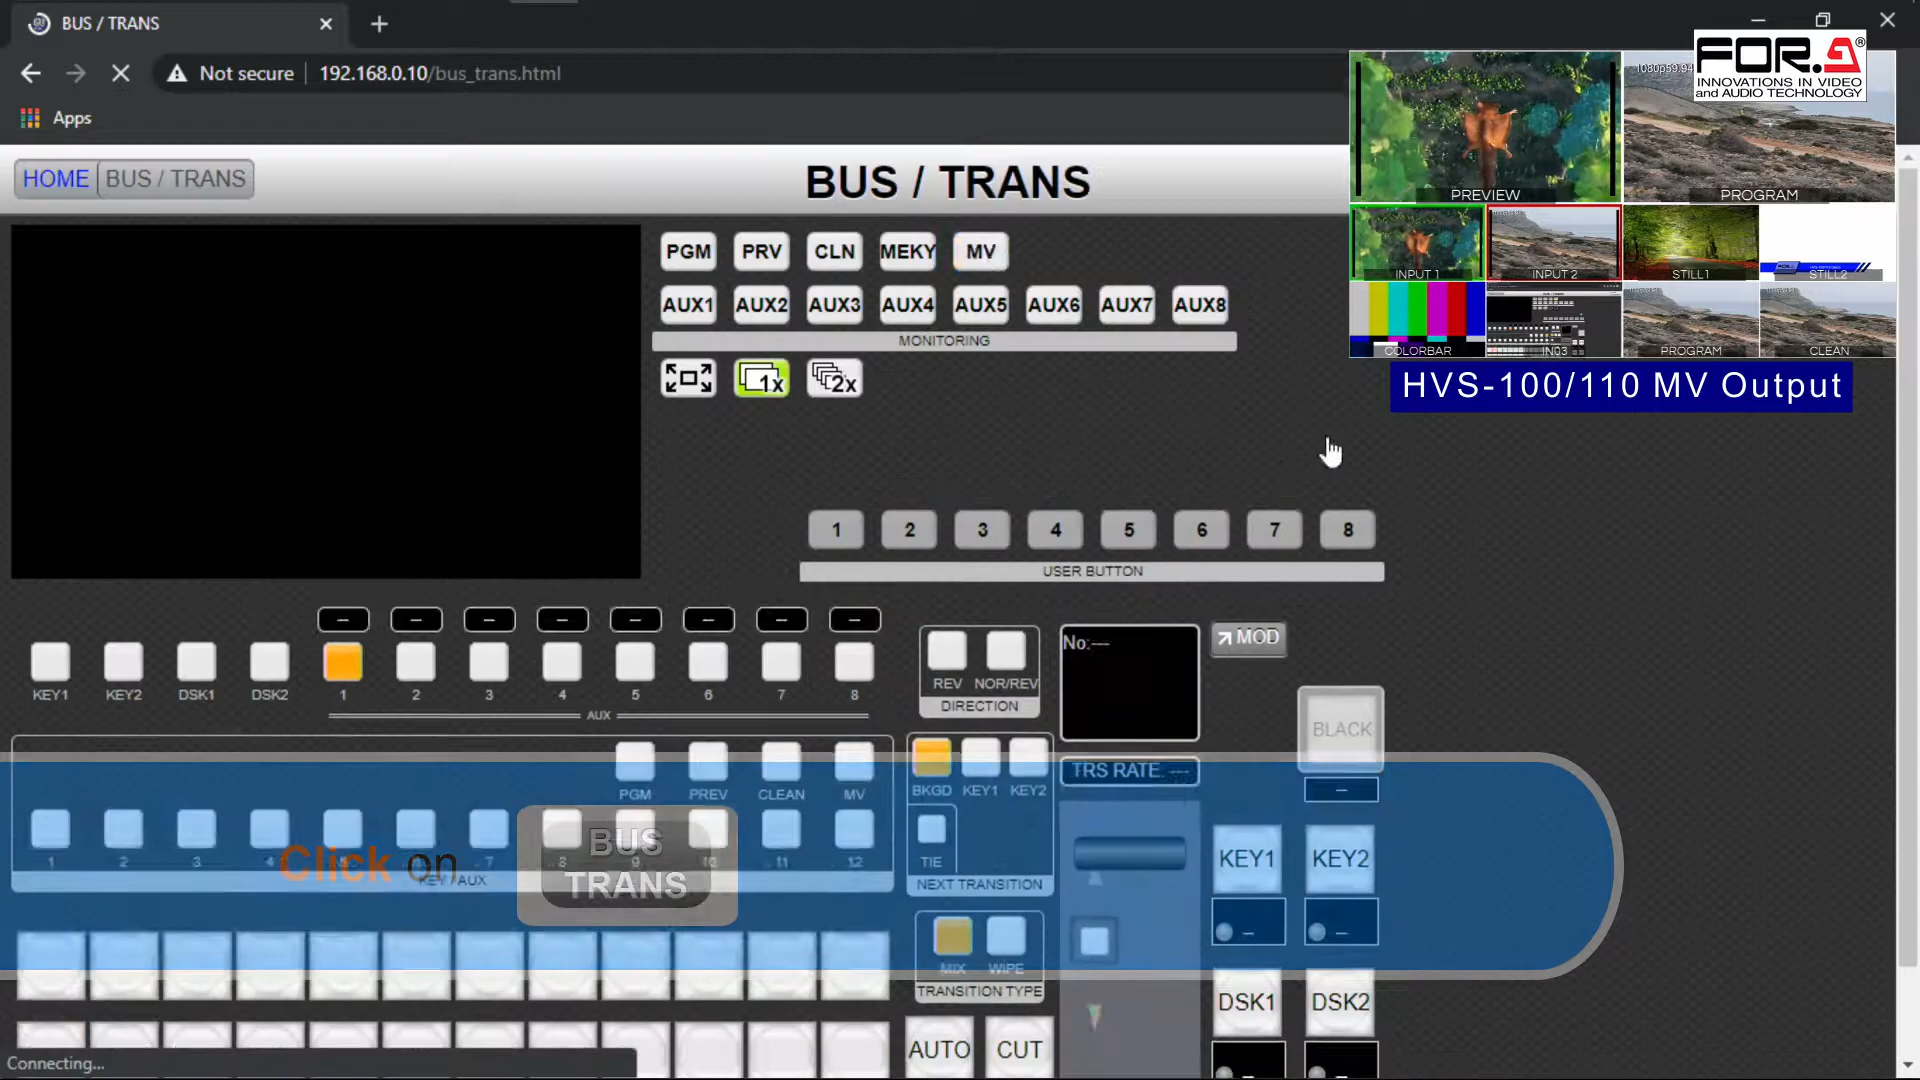 BUS / TRANS
Not secure 192.168.0.10/bus_trans.html
Apps
FOR.A®
INNOVATIONS IN VIDEO
and AUDIO TECHNOLOGY
1080p59.94
PREVIEW PROGRAM
INPUT 1 INPUT 2 STILL1 STILL2
COLORBAR IN03 PROGRAM CLEAN
HVS-100/110 MV Output
HOME BUS / TRANS
BUS / TRANS
PGM PRV CLN MEKY MV
AUX1 AUX2 AUX3 AUX4 AUX5 AUX6 AUX7 AUX8
MONITORING
1x 2x
1 2 3 4 5 6 7 8
USER BUTTON
KEY1 KEY2 DSK1 DSK2 1 2 3 4 5 6 7 8
AUX
REV NOR/REV
DIRECTION
No:---
MOD
BLACK
PGM PREV CLEAN MV
1 2 3 4 5 7 8 9 10 11 12
KEY / AUX
BKGD KEY1 KEY2
TIE
NEXT TRANSITION
TRS RATE: ---
KEY1 KEY2
Click on
BUS
TRANS
MIX WIPE
TRANSITION TYPE
DSK1 DSK2
AUTO CUT
Connecting...